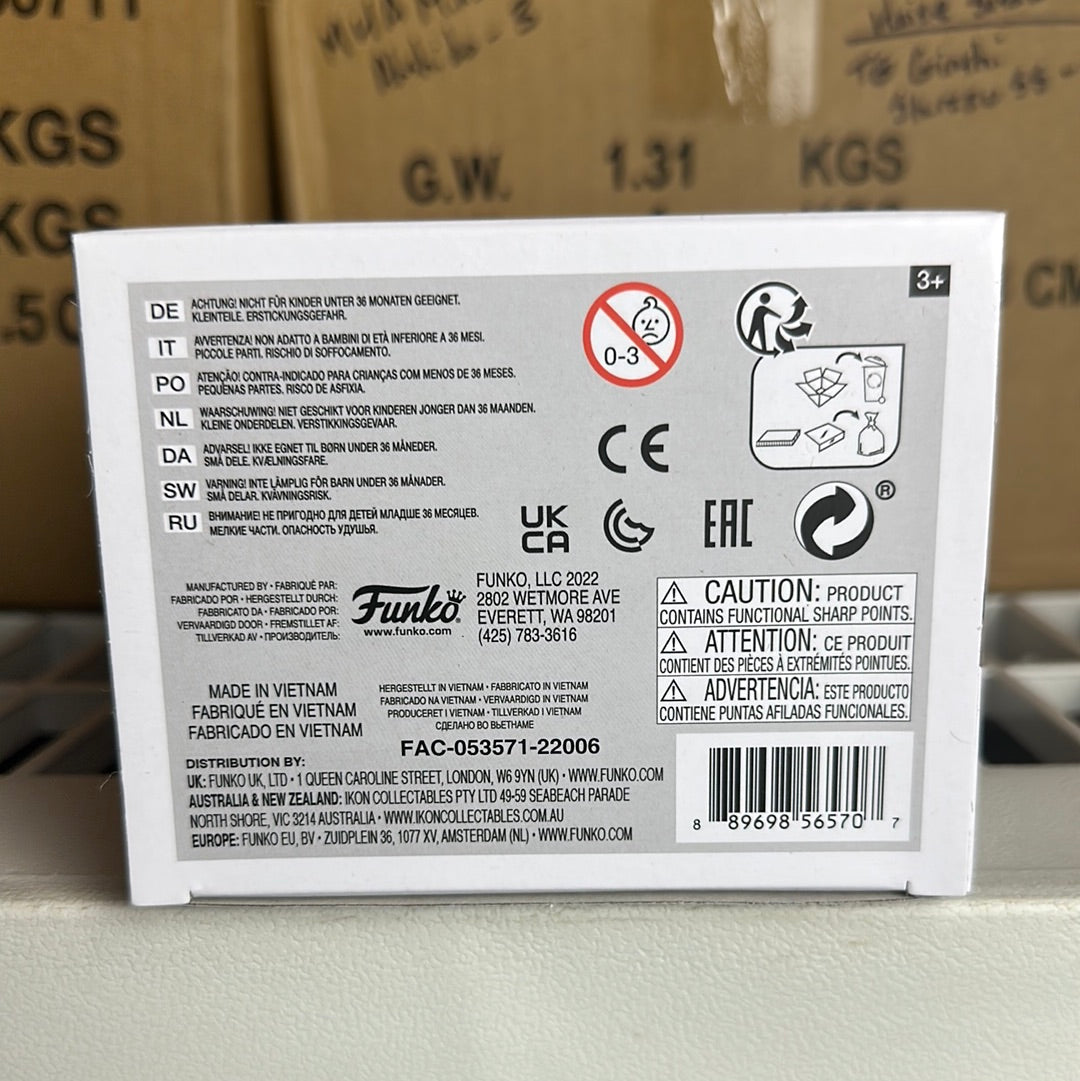 KGS
KGS
G.W. 1.31 KGS
CM
3+
DE ACHTUNG! NICHT FÜR KINDER UNTER 36 MONATEN GEEIGNET.
KLEINTEILE. ERSTICKUNGSGEFAHR.
IT AVVERTENZA! NON ADATTO A BAMBINI DI ETÀ INFERIORE A 36 MESI.
PICCOLE PARTI. RISCHIO DI SOFFOCAMENTO.
PO ATENÇÃO! CONTRA-INDICADO PARA CRIANÇAS COM MENOS DE 36 MESES.
PEQUENAS PARTES. RISCO DE ASFIXIA.
NL WAARSCHUWING! NIET GESCHIKT VOOR KINDEREN JONGER DAN 36 MAANDEN.
KLEINE ONDERDELEN. VERSTIKKINGSGEVAAR.
DA ADVARSEL! IKKE EGNET TIL BØRN UNDER 36 MÅNEDER.
SMÅ DELE. KVÆLNINGSFARE.
SW VARNING! INTE LÄMPLIG FÖR BARN UNDER 36 MÅNADER.
SMÅ DELAR. KVÄVNINGSRISK.
RU ВНИМАНИЕ! НЕ ПРИГОДНО ДЛЯ ДЕТЕЙ МЛАДШЕ 36 МЕСЯЦЕВ.
МЕЛКИЕ ЧАСТИ. ОПАСНОСТЬ УДУШЬЯ.
0-3
CE
UK
CA
EAC
®
MANUFACTURED BY • FABRIQUÉ PAR:
FABRICADO POR • HERGESTELLT DURCH:
FABBRICATO DA • FABRICADO POR:
VERVAARDIGD DOOR • FREMSTILLET AF:
TILLVERKAD AV • ПРОИЗВОДИТЕЛЬ:
Funko®
www.funko.com
FUNKO, LLC 2022
2802 WETMORE AVE
EVERETT, WA 98201
(425) 783-3616
CAUTION: PRODUCT
CONTAINS FUNCTIONAL SHARP POINTS.
ATTENTION: CE PRODUIT
CONTIENT DES PIÈCES À EXTRÉMITÉS POINTUES.
ADVERTENCIA: ESTE PRODUCTO
CONTIENE PUNTAS AFILADAS FUNCIONALES.
MADE IN VIETNAM
FABRIQUÉ EN VIETNAM
FABRICADO EN VIETNAM
HERGESTELLT IN VIETNAM • FABBRICATO IN VIETNAM
FABRICADO NA VIETNAM • VERVAARDIGD IN VIETNAM
PRODUCERET I VIETNAM • TILLVERKAD I VIETNAM
СДЕЛАНО ВО ВЬЕТНАМЕ
FAC-053571-22006
DISTRIBUTION BY:
UK: FUNKO UK, LTD • 1 QUEEN CAROLINE STREET, LONDON, W6 9YN (UK) • WWW.FUNKO.COM
AUSTRALIA & NEW ZEALAND: IKON COLLECTABLES PTY LTD 49-59 SEABEACH PARADE
NORTH SHORE, VIC 3214 AUSTRALIA • WWW.IKONCOLLECTABLES.COM.AU
EUROPE: FUNKO EU, BV • ZUIDPLEIN 36, 1077 XV, AMSTERDAM (NL) • WWW.FUNKO.COM
8 89698 56570 7